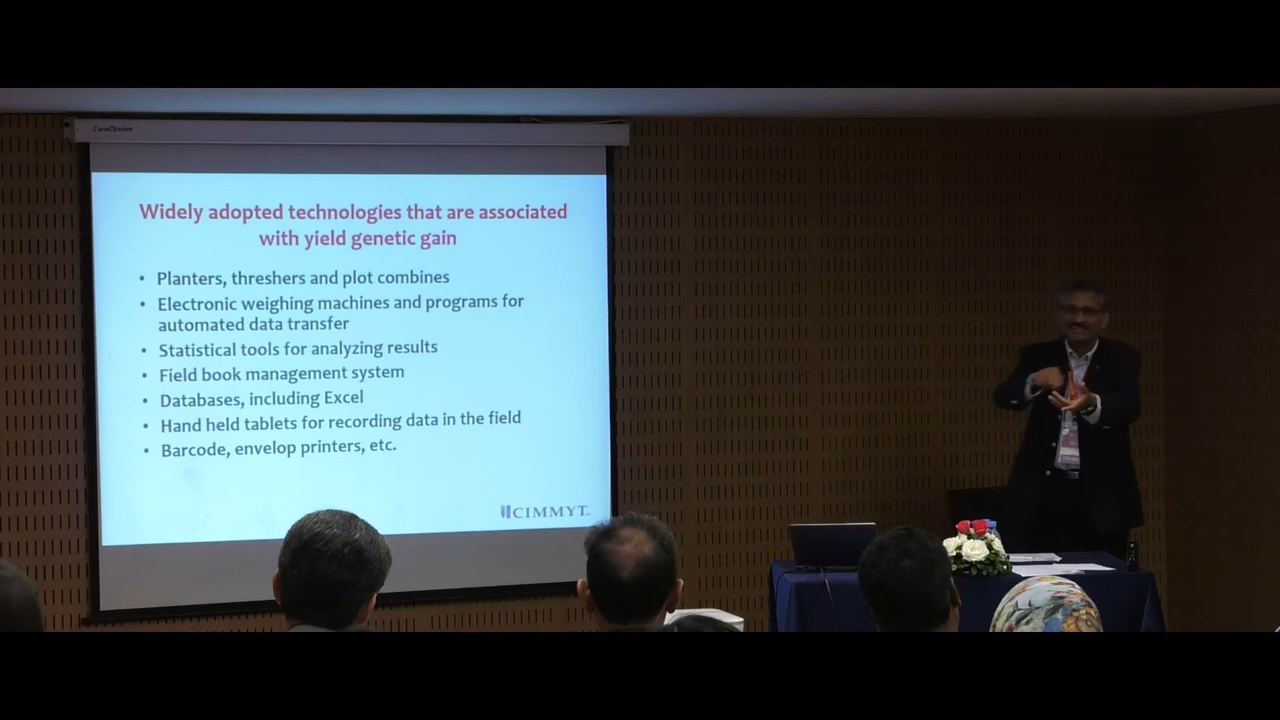 Widely adopted technologies that are associated
with yield genetic gain
• Planters, threshers and plot combines
• Electronic weighing machines and programs for
automated data transfer
• Statistical tools for analyzing results
• Field book management system
• Databases, including Excel
• Hand held tablets for recording data in the field
• Barcode, envelop printers, etc.
CIMMYT